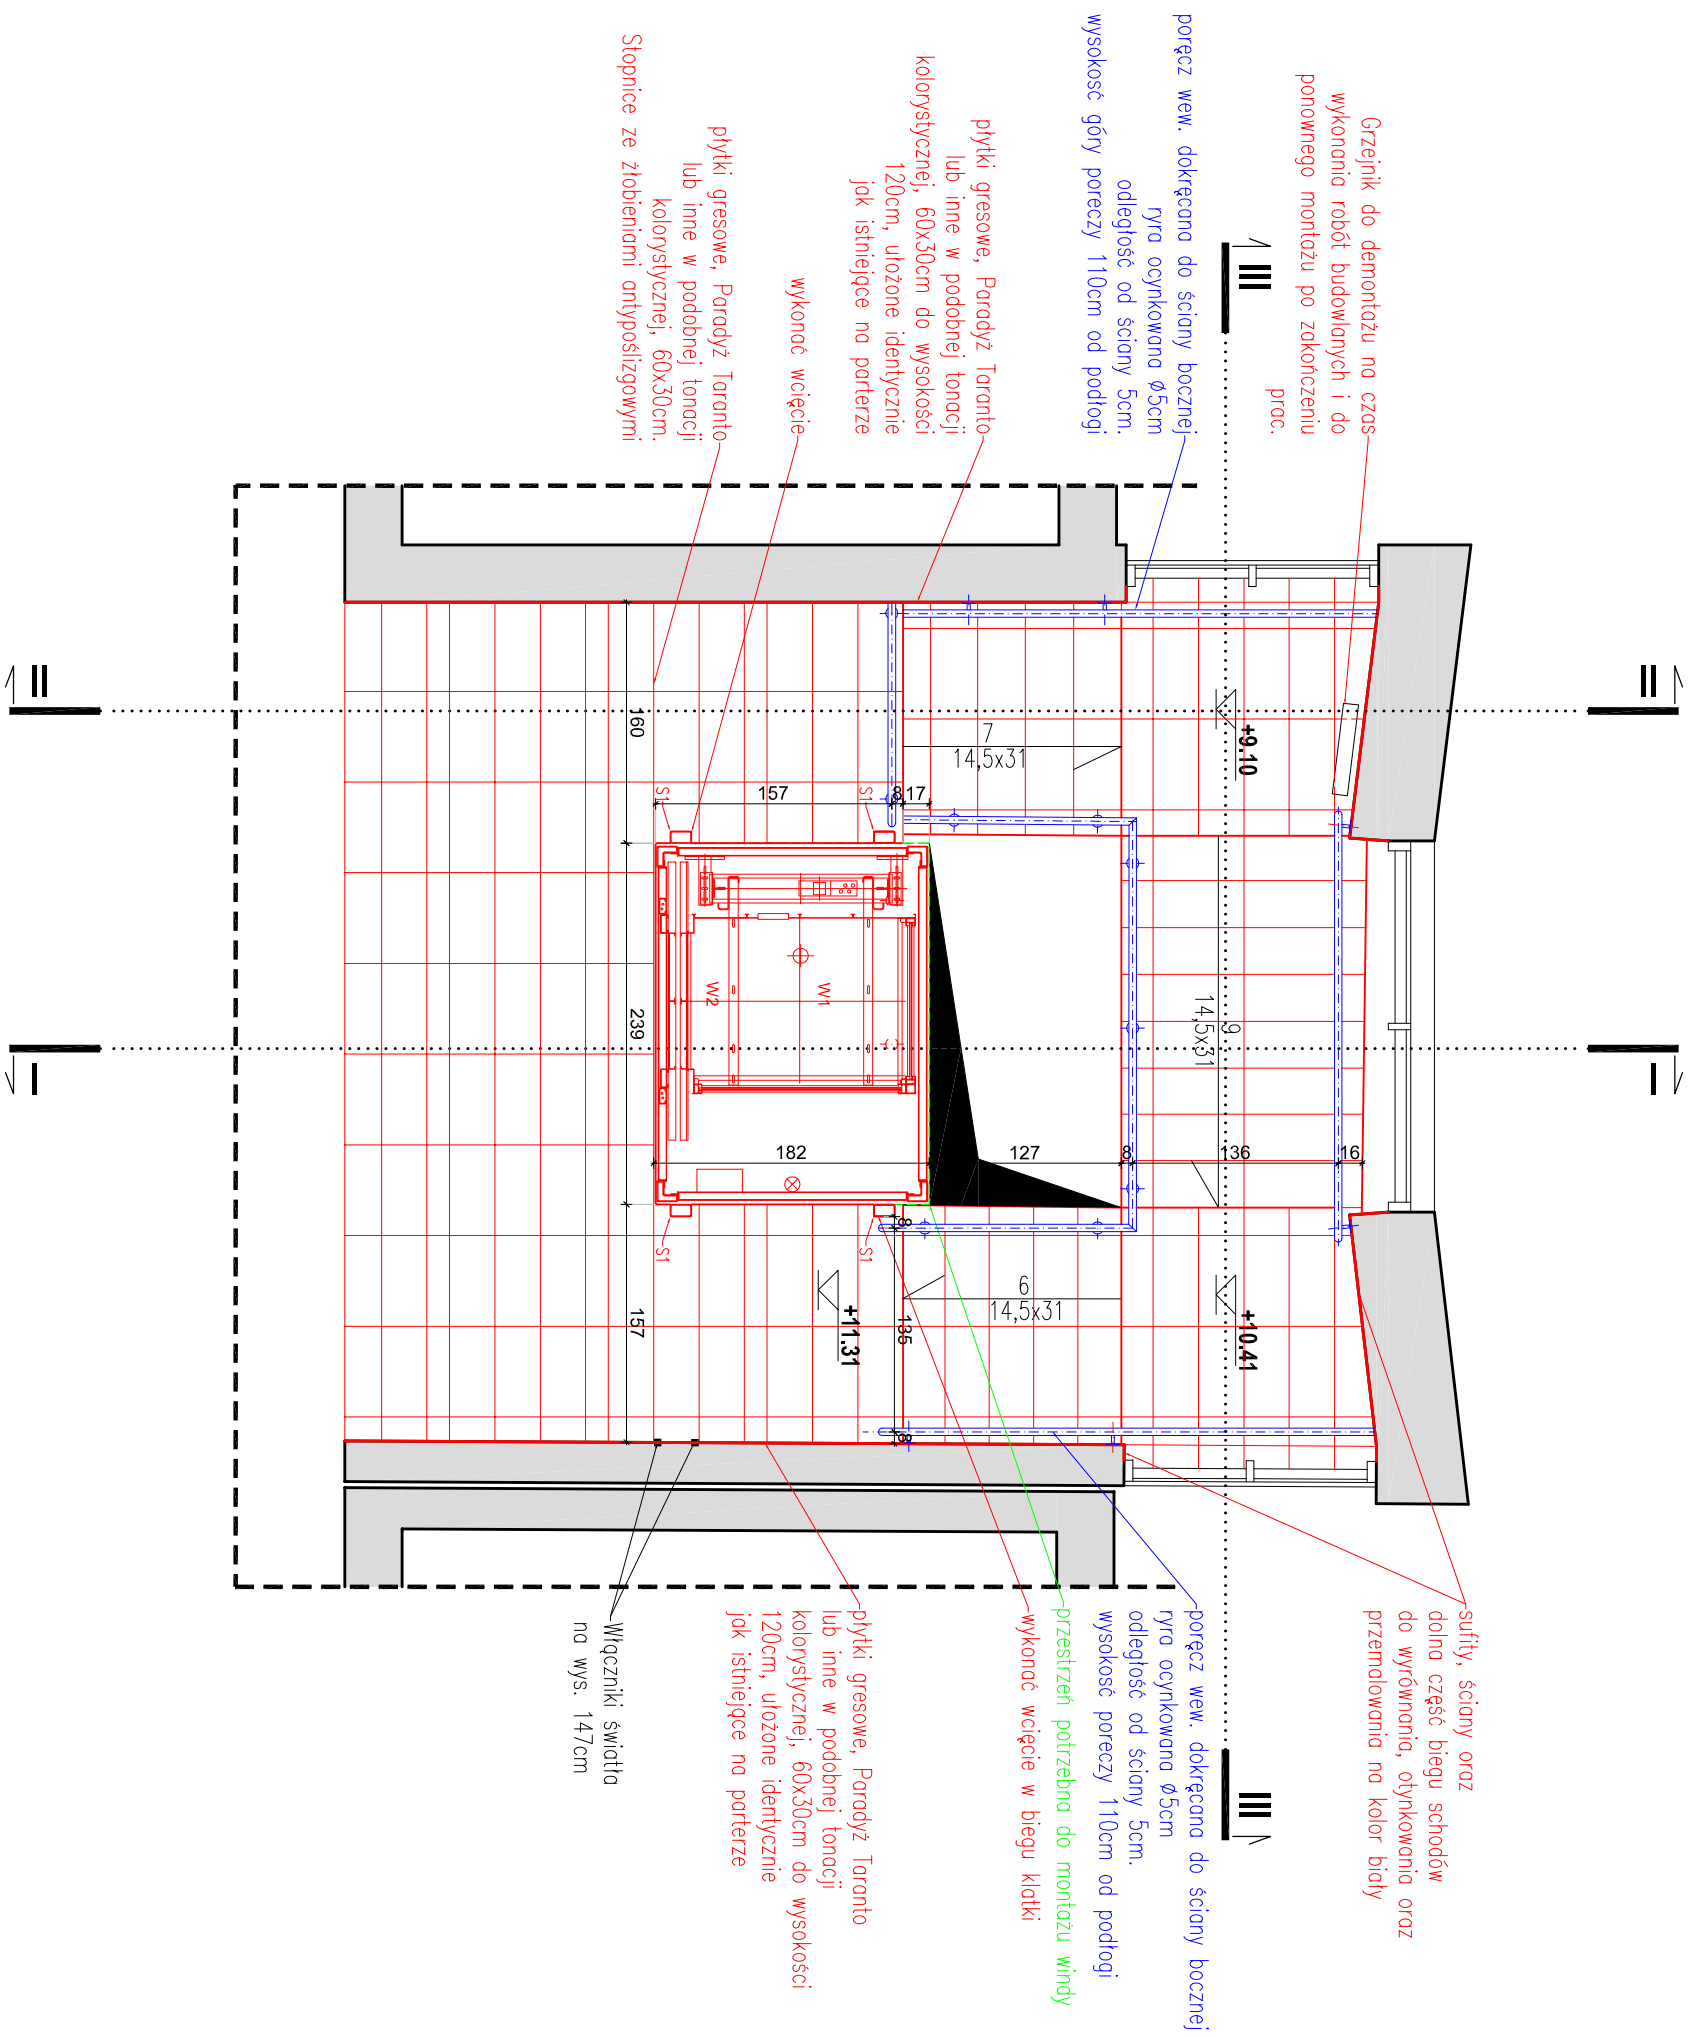 Grzejnik do demontażu na czas
wykonania robót budowlanych i do
ponownego montażu po zakończeniu
prac.
poręcz wew. dokręcana do ściany bocznej
ryra ocynkowana Ø5cm
odległość od ściany 5cm.
wysokosć góry poreczy 110cm od podłogi
płytki gresowe, Paradyż Taranto
lub inne w podobnej tonacji
kolorystycznej, 60x30cm do wysokości
120cm, ułożone identycznie
jak istniejące na parterze
wykonać wcięcie
płytki gresowe, Paradyż Taranto
lub inne w podobnej tonacji
kolorystycznej, 60x30cm.
Stopnice ze żłobieniami antypoślizgowymi
III
II
II
I
I
III
+9.10
7
14,5x31
9
14,5x31
6
14,5x31
+10.41
+11.31
160
239
157
157
8
17
182
127
8
136
16
8
135
8
S1
S1
S1
S1
W1
W2
sufity, ściany oraz
dolna część biegu schodów
do wyrównania, otynkowania oraz
przemalowania na kolor biały
poręcz wew. dokręcana do ściany bocznej
ryra ocynkowana Ø5cm
odległość od ściany 5cm.
wysokosć poreczy 110cm od podłogi
przestrzeń potrzebna do montażu windy
wykonać wcięcie w biegu klatki
płytki gresowe, Paradyż Taranto
lub inne w podobnej tonacji
kolorystycznej, 60x30cm do wysokości
120cm, ułożone identycznie
jak istniejące na parterze
Włączniki światła
na wys. 147cm